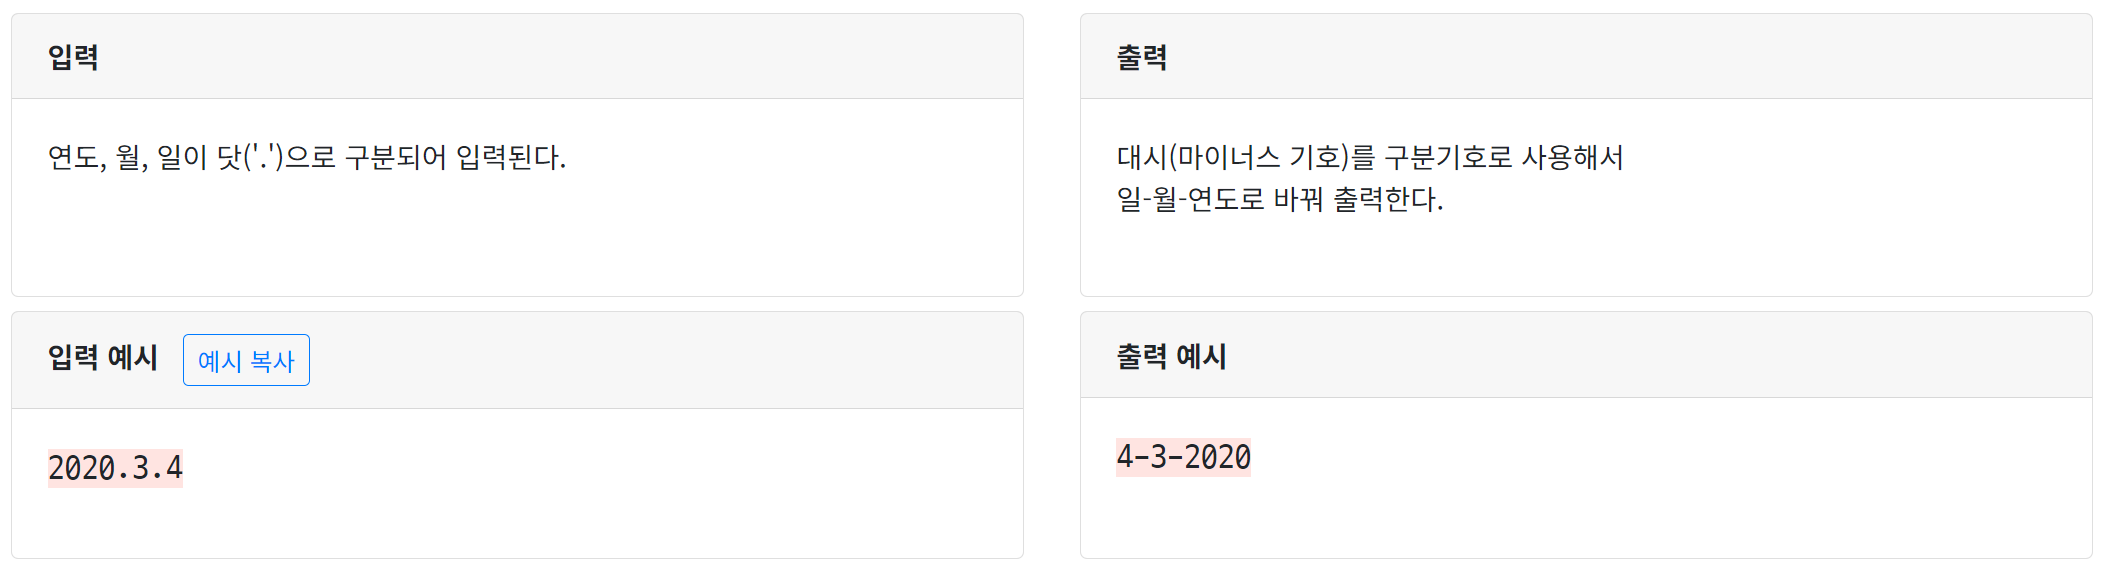 입력
연도, 월, 일이 닷('.')으로 구분되어 입력된다.
출력
대시(마이너스 기호)를 구분기호로 사용해서
일-월-연도로 바꿔 출력한다.
입력 예시
예시 복사
2020.3.4
출력 예시
4-3-2020